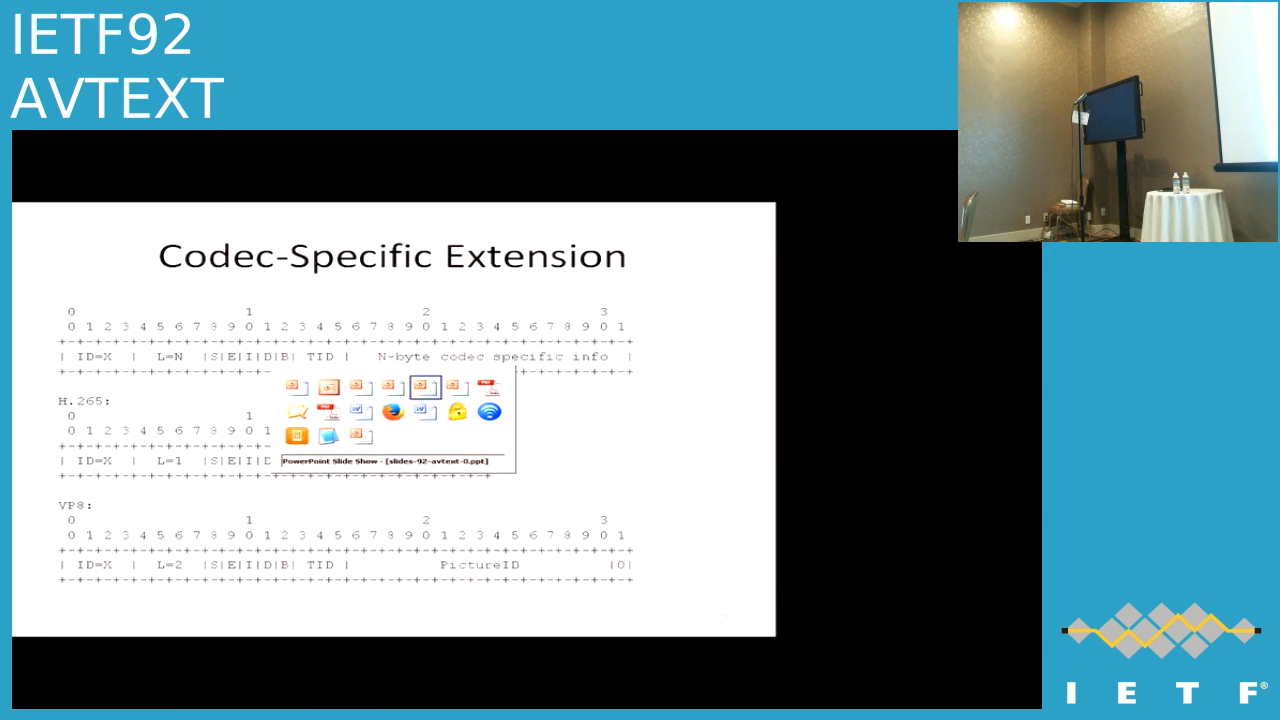 IETF92
AVTEXT
Codec-Specific Extension
0 1 2 3
0 1 2 3 4 5 6 7 8 9 0 1 2 3 4 5 6 7 8 9 0 1 2 3 4 5 6 7 8 9 0 1
+-+-+-+-+-+-+-+-+-+-+-+-+-+-+-+-+-+-+-+-+-+-+-+-+-+-+-+-+-+-+-+-+
| ID=X | L=N |S|E|I|D|B| TID | N-byte codec specific info |
+-+-+-+-+-+-+-+-+-+-+-+- +-+-+-+-+-+-+
H.265:
0 1
0 1 2 3 4 5 6 7 8 9 0 1
+-+-+-+-+-+-+-+-+-+-+-+-
| ID=X | L=1 |S|E|I|D
PowerPoint Slide Show - [slides-92-avtext-0.ppt]
+-+-+-+-+-+-+-+-+-+-+-+-+-+-+-+-+-+-+-+-+-+-+-+-+
VP8:
0 1 2 3
0 1 2 3 4 5 6 7 8 9 0 1 2 3 4 5 6 7 8 9 0 1 2 3 4 5 6 7 8 9 0 1
+-+-+-+-+-+-+-+-+-+-+-+-+-+-+-+-+-+-+-+-+-+-+-+-+-+-+-+-+-+-+-+-+
| ID=X | L=2 |S|E|I|D|B| TID | PictureID |0|
+-+-+-+-+-+-+-+-+-+-+-+-+-+-+-+-+-+-+-+-+-+-+-+-+-+-+-+-+-+-+-+-+
I E T F®